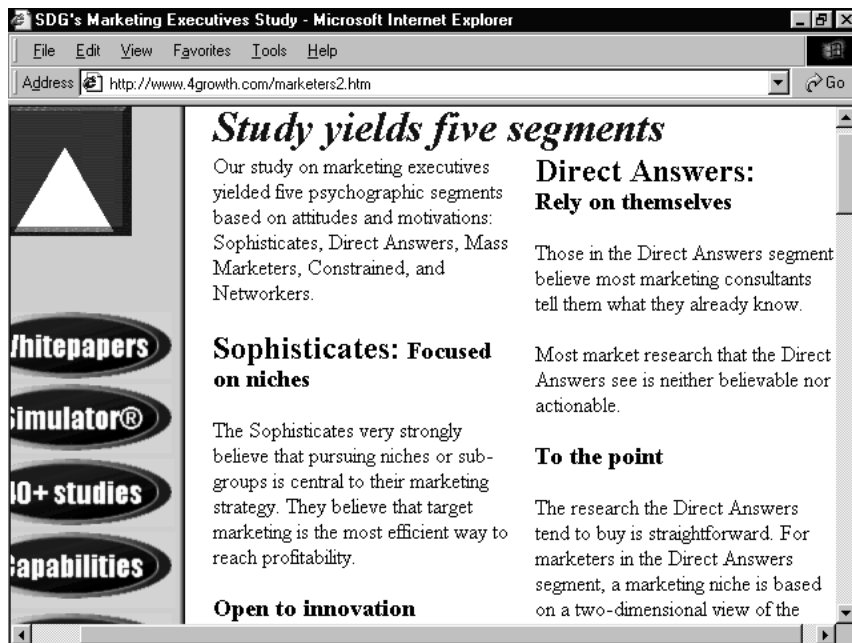 SDG's Marketing Executives Study - Microsoft Internet Explorer
File Edit View Favorites Tools Help
Address http://www.4growth.com/marketers2.htm Go
Study yields five segments
Our study on marketing executives
yielded five psychographic segments
based on attitudes and motivations:
Sophisticates, Direct Answers, Mass
Marketers, Constrained, and
Networkers.
Sophisticates: Focused
on niches
The Sophisticates very strongly
believe that pursuing niches or sub-
groups is central to their marketing
strategy. They believe that target
marketing is the most efficient way to
reach profitability.
Open to innovation
Direct Answers:
Rely on themselves
Those in the Direct Answers segment
believe most marketing consultants
tell them what they already know.
Most market research that the Direct
Answers see is neither believable nor
actionable.
To the point
The research the Direct Answers
tend to buy is straightforward. For
marketers in the Direct Answers
segment, a marketing niche is based
on a two-dimensional view of the
hitepapers
imulator®
0+ studies
apabilities